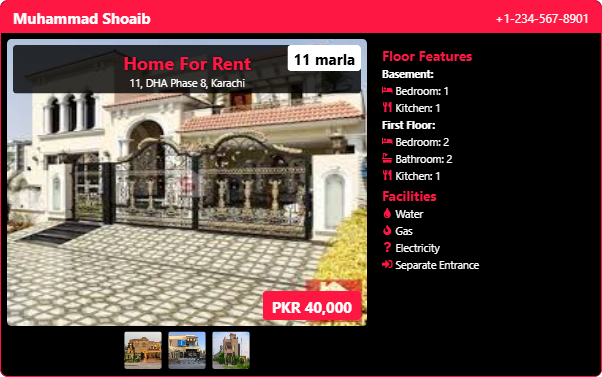 Muhammad Shoaib
+1-234-567-8901
Home For Rent
11 marla
11, DHA Phase 8, Karachi
PKR 40,000
Floor Features
Basement:
Bedroom: 1
Kitchen: 1
First Floor:
Bedroom: 2
Bathroom: 2
Kitchen: 1
Facilities
Water
Gas
? Electricity
Separate Entrance